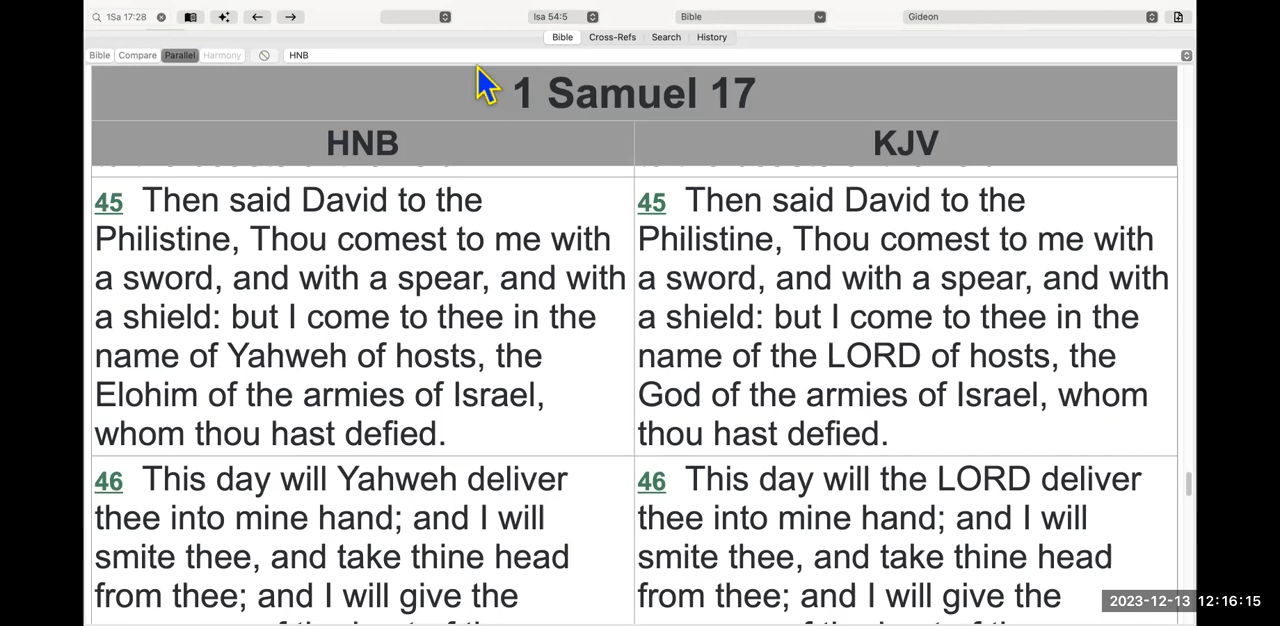 1Sa 17:28
Isa 54:5
Bible
Gideon
Bible Cross-Refs Search History
Bible Compare Parallel Harmony HNB
1 Samuel 17
HNB
KJV
45 Then said David to the
Philistine, Thou comest to me with
a sword, and with a spear, and with
a shield: but I come to thee in the
name of Yahweh of hosts, the
Elohim of the armies of Israel,
whom thou hast defied.
45 Then said David to the
Philistine, Thou comest to me with
a sword, and with a spear, and with
a shield: but I come to thee in the
name of the LORD of hosts, the
God of the armies of Israel, whom
thou hast defied.
46 This day will Yahweh deliver
thee into mine hand; and I will
smite thee, and take thine head
from thee; and I will give the
46 This day will the LORD deliver
thee into mine hand; and I will
smite thee, and take thine head
from thee; and I will give the
2023-12-13 12:16:15